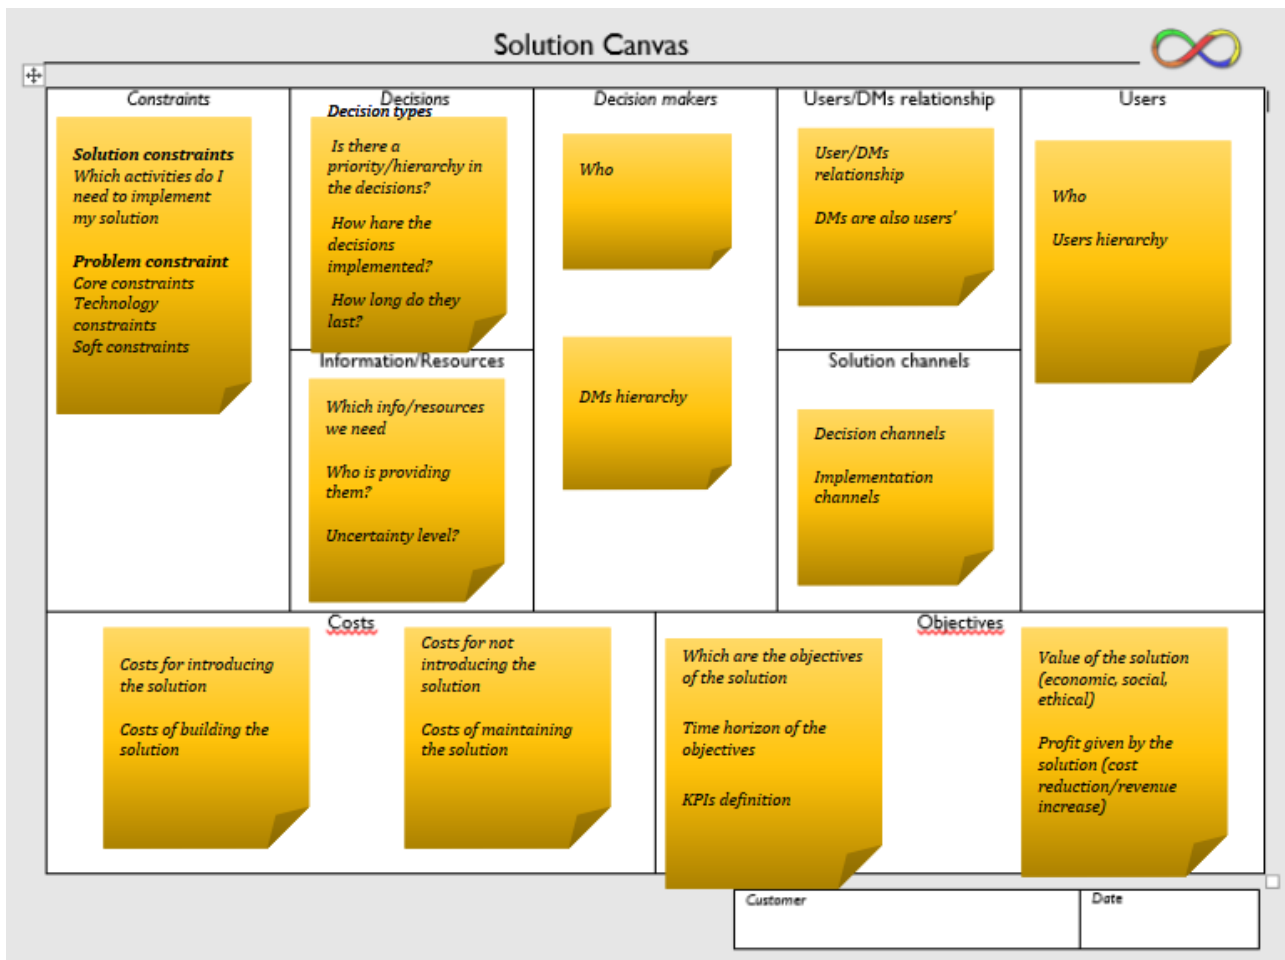 Solution Canvas
Constraints
Solution constraints
Which activities do I
need to implement
my solution
Problem constraint
Core constraints
Technology
constraints
Soft constraints
Decisions
Decision types
Is there a
priority/hierarchy in
the decisions?
How hare the
decisions
implemented?
How long do they
last?
Information/Resources
Which info/resources
we need
Who is providing
them?
Uncertainty level?
Decision makers
Who
DMs hierarchy
Users/DMs relationship
User/DMs
relationship
DMs are also users'
Solution channels
Decision channels
Implementation
channels
Users
Who
Users hierarchy
Costs
Costs for introducing
the solution
Costs of building the
solution
Costs for not
introducing the
solution
Costs of maintaining
the solution
Objectives
Which are the objectives
of the solution
Time horizon of the
objectives
KPIs definition
Value of the solution
(economic, social,
ethical)
Profit given by the
solution (cost
reduction/revenue
increase)
Customer
Date